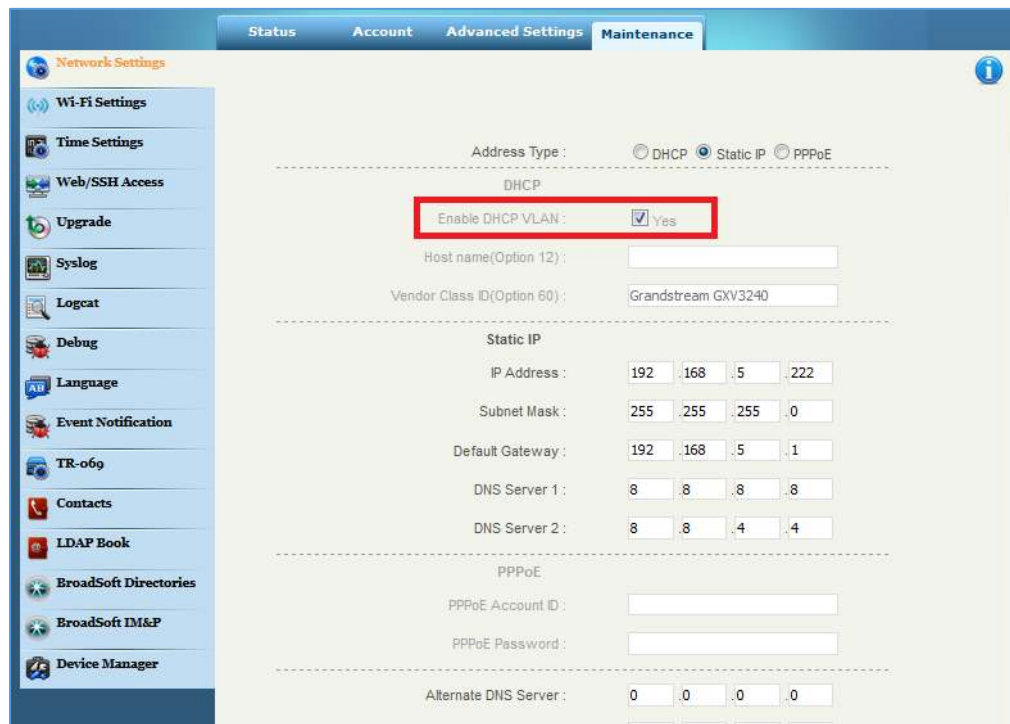 Status Account Advanced Settings Maintenance
Network Settings
Wi-Fi Settings
Time Settings
Web/SSH Access
Upgrade
Syslog
Logcat
Debug
Language
Event Notification
TR-069
Contacts
LDAP Book
BroadSoft Directories
BroadSoft IM&P
Device Manager
Address Type : DHCP Static IP PPPoE
DHCP
Enable DHCP VLAN : Yes
Host name(Option 12) :
Vendor Class ID(Option 60) : Grandstream GXV3240
Static IP
IP Address : 192 .168 .5 .222
Subnet Mask : 255 .255 .255 .0
Default Gateway : 192 .168 .5 .1
DNS Server 1 : 8 .8 .8 .8
DNS Server 2 : 8 .8 .4 .4
PPPoE
PPPoE Account ID :
PPPoE Password :
Alternate DNS Server : 0 .0 .0 .0